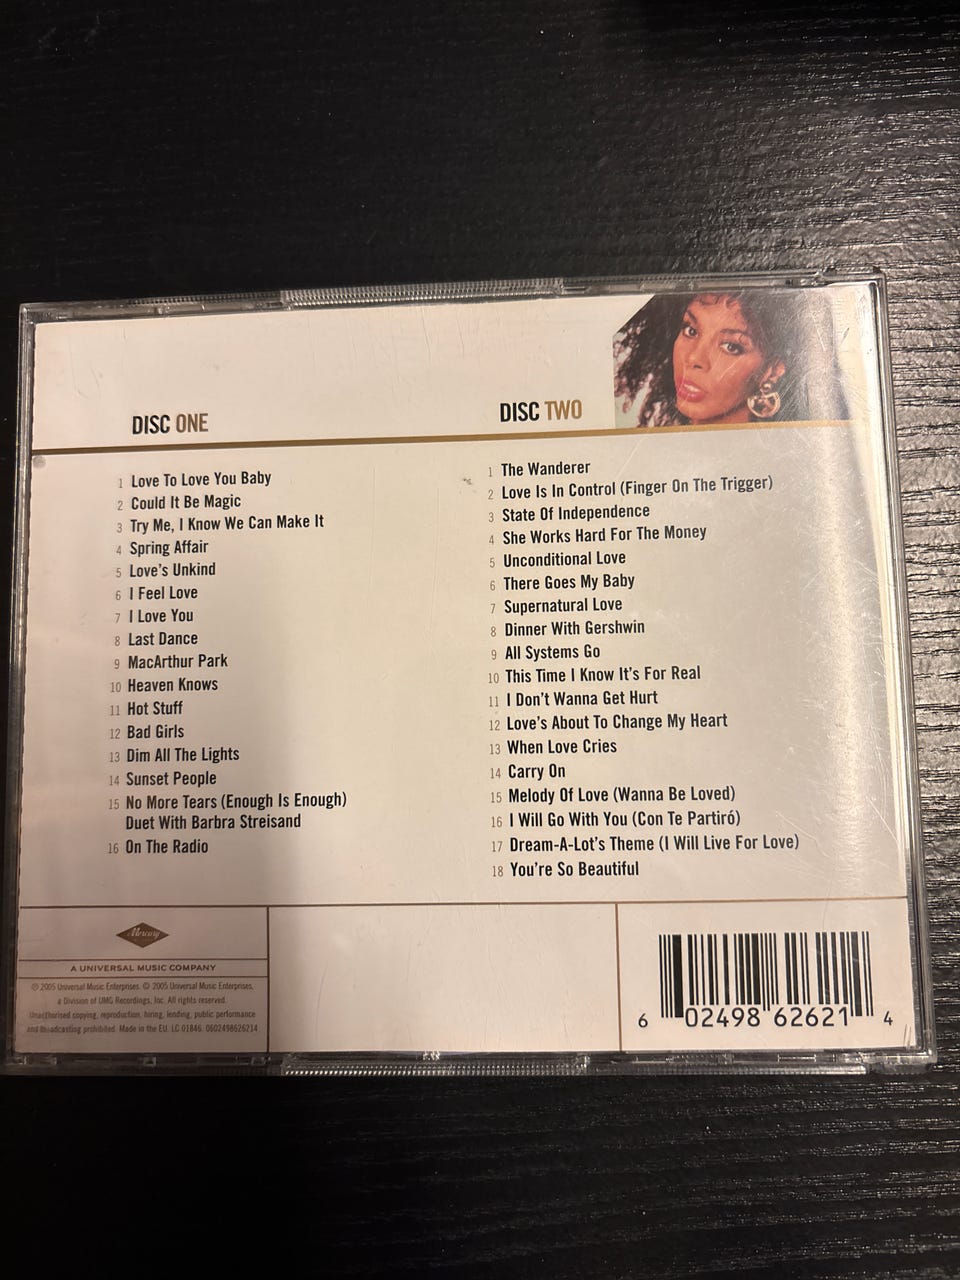 DISC ONE
1 Love To Love You Baby
2 Could It Be Magic
3 Try Me, I Know We Can Make It
4 Spring Affair
5 Love's Unkind
6 I Feel Love
7 I Love You
8 Last Dance
9 MacArthur Park
10 Heaven Knows
11 Hot Stuff
12 Bad Girls
13 Dim All The Lights
14 Sunset People
15 No More Tears (Enough Is Enough)
Duet With Barbra Streisand
16 On The Radio
DISC TWO
1 The Wanderer
2 Love Is In Control (Finger On The Trigger)
3 State Of Independence
4 She Works Hard For The Money
5 Unconditional Love
6 There Goes My Baby
7 Supernatural Love
8 Dinner With Gershwin
9 All Systems Go
10 This Time I Know It's For Real
11 I Don't Wanna Get Hurt
12 Love's About To Change My Heart
13 When Love Cries
14 Carry On
15 Melody Of Love (Wanna Be Loved)
16 I Will Go With You (Con Te Partiró)
17 Dream-A-Lot's Theme (I Will Live For Love)
18 You're So Beautiful
Mercury
A UNIVERSAL MUSIC COMPANY
℗ 2005 Universal Music Enterprises. © 2005 Universal Music Enterprises,
a Division of UMG Recordings, Inc. All rights reserved.
Unauthorised copying, reproduction, hiring, lending, public performance
and broadcasting prohibited. Made in the EU. LC 01846. 0602498626214
6 02498 62621 4